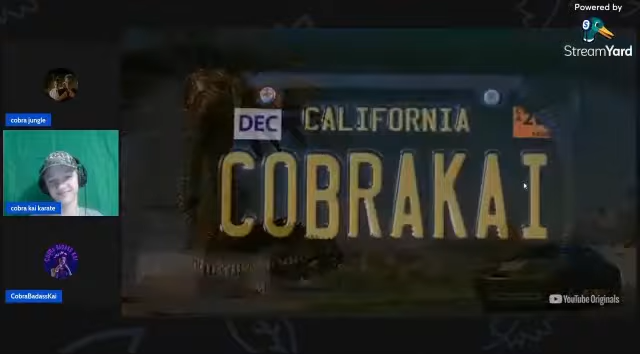 Powered by
StreamYard
cobra jungle
DEC
CALIFORNIA
COBRAKAI
cobra kai karate
CobraBadassKai
YouTube Originals